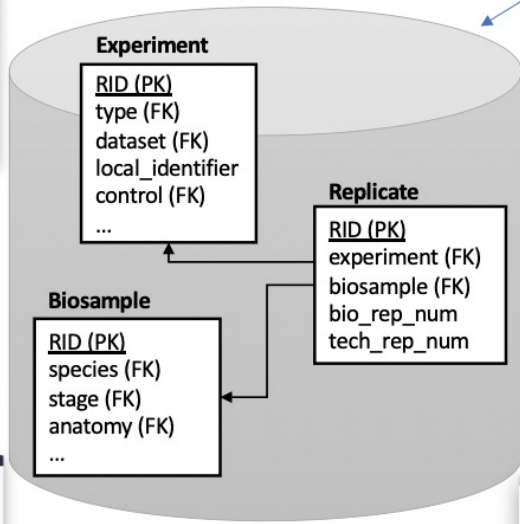 Experiment
RID (PK)
type (FK)
dataset (FK)
local_identifier
control (FK)
...
Replicate
RID (PK)
experiment (FK)
biosample (FK)
bio_rep_num
tech_rep_num
Biosample
RID (PK)
species (FK)
stage (FK)
anatomy (FK)
...